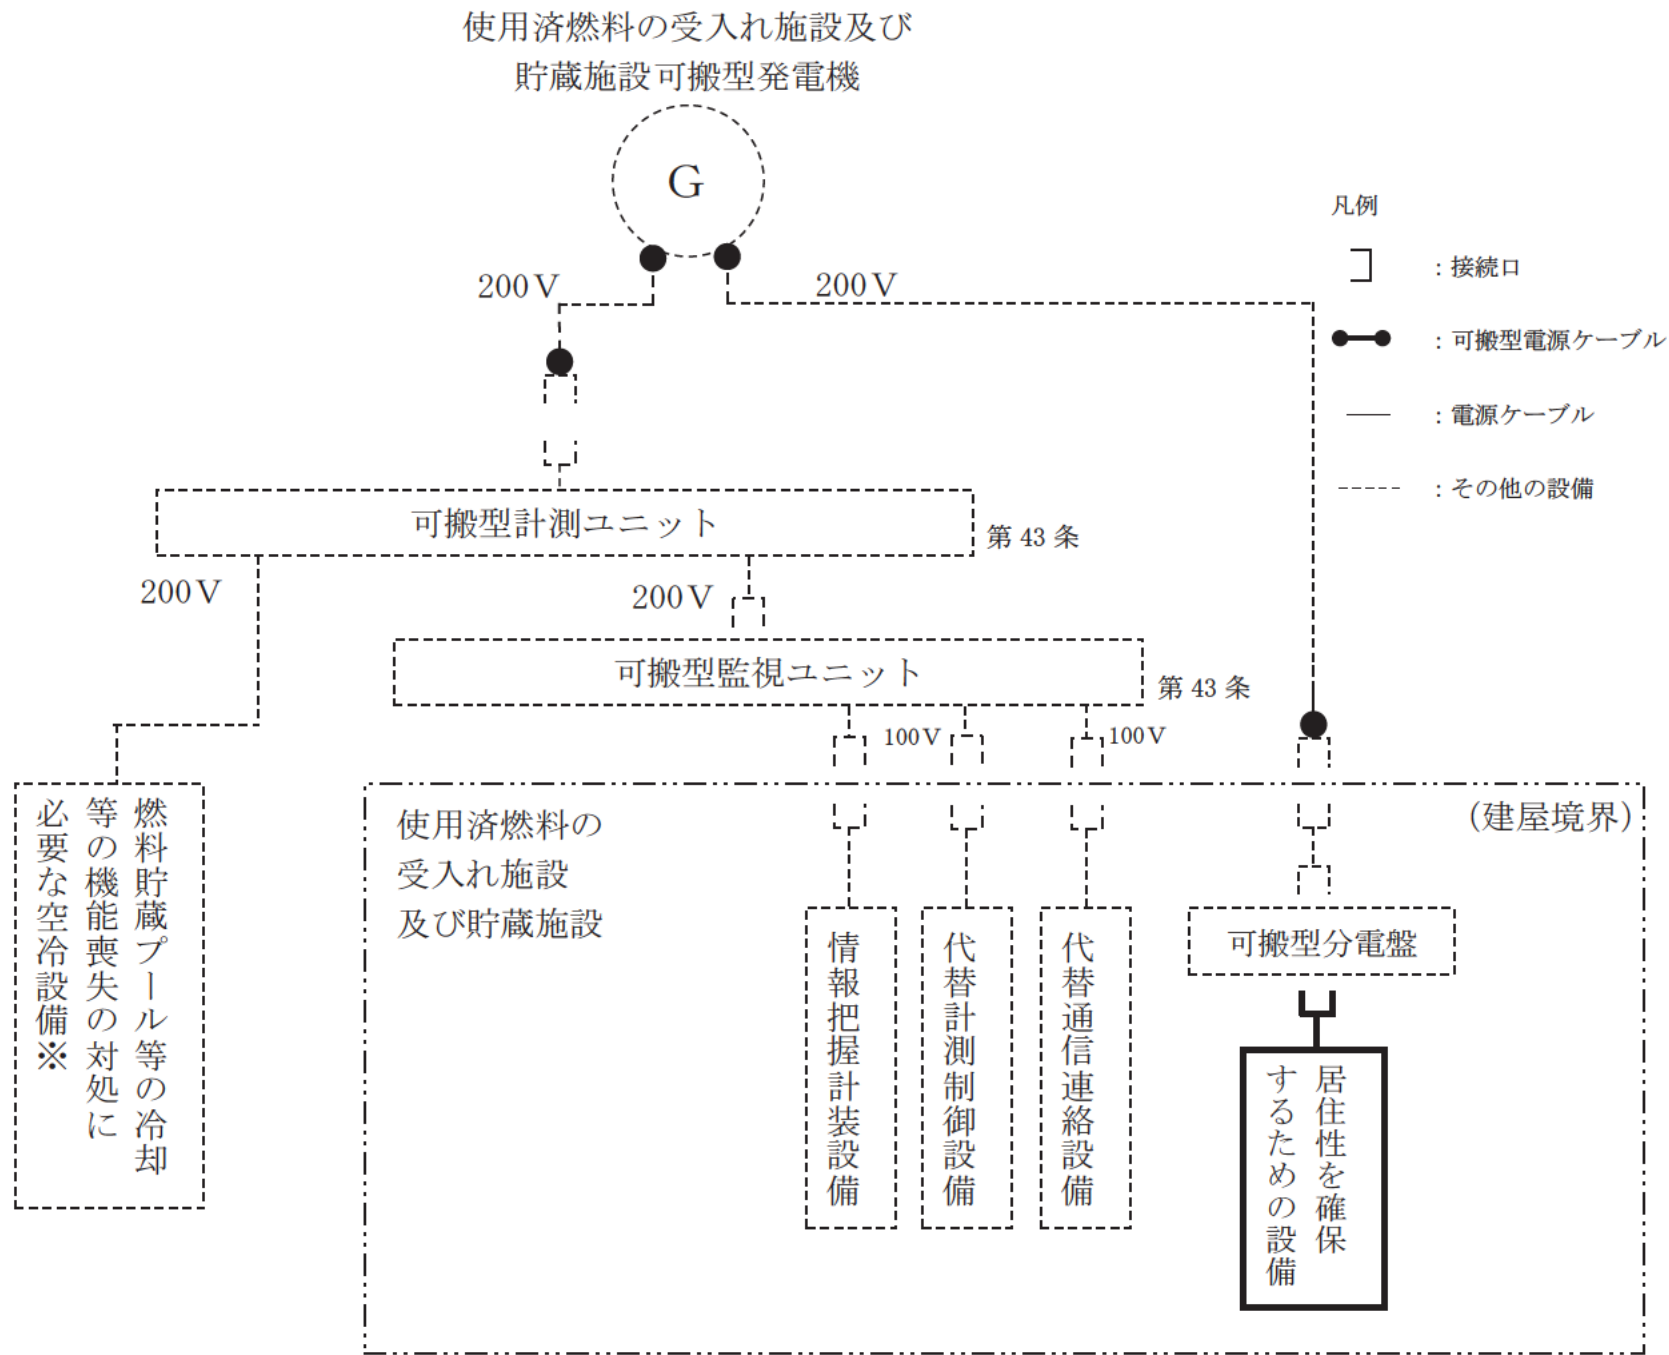 使用済燃料の受入れ施設及び
貯蔵施設可搬型発電機
G
200V
200V
凡例
：接続口
：可搬型電源ケーブル
：電源ケーブル
：その他の設備
可搬型計測ユニット
第 43 条
200V
200V
可搬型監視ユニット
第 43 条
100V
100V
(建屋境界)
使用済燃料の
受入れ施設
及び貯蔵施設
燃料貯蔵プール等の冷却
等の機能喪失の対処に
必要な空冷設備※
情報把握計装設備
代替計測制御設備
代替通信連絡設備
可搬型分電盤
居住性を確保
するための設備